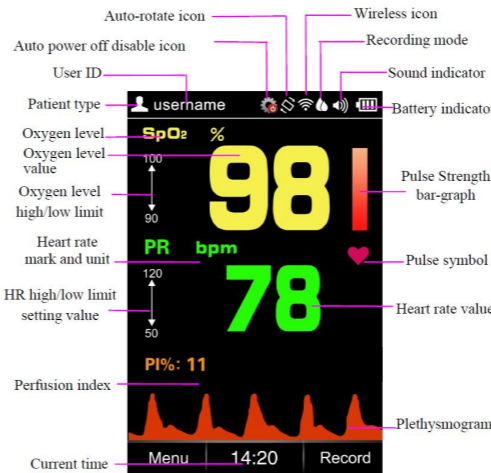 Auto-rotate icon
Wireless icon
Auto power off disable icon
Recording mode
User ID
Sound indicator
Patient type
username
Battery indicator
Oxygen level
SpO₂ %
Oxygen level
value
100
98
Pulse Strength
bar-graph
Oxygen level
high/low limit
90
Heart rate
mark and unit
PR bpm
Pulse symbol
120
HR high/low limit
setting value
78
Heart rate value
50
PI%: 11
Perfusion index
Plethysmogram
Menu 14:20 Record
Current time